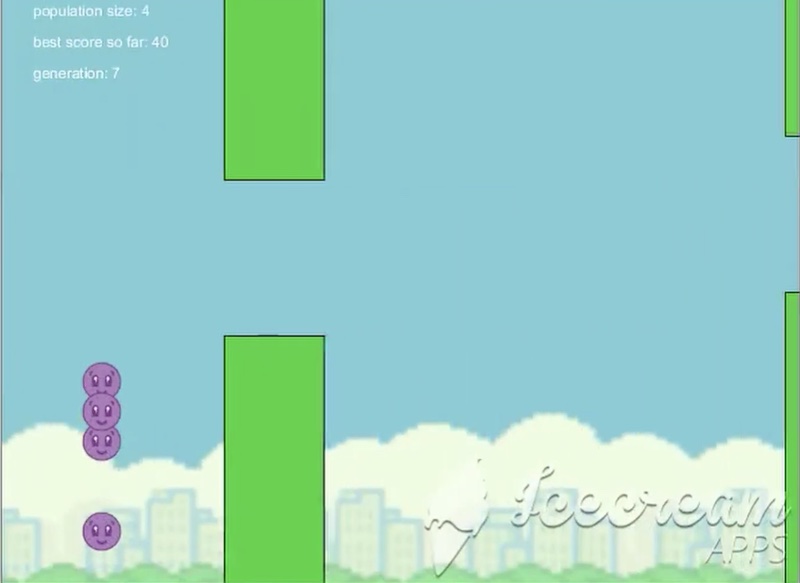 population size: 4
best score so far: 40
generation: 7
Icecream
APPS